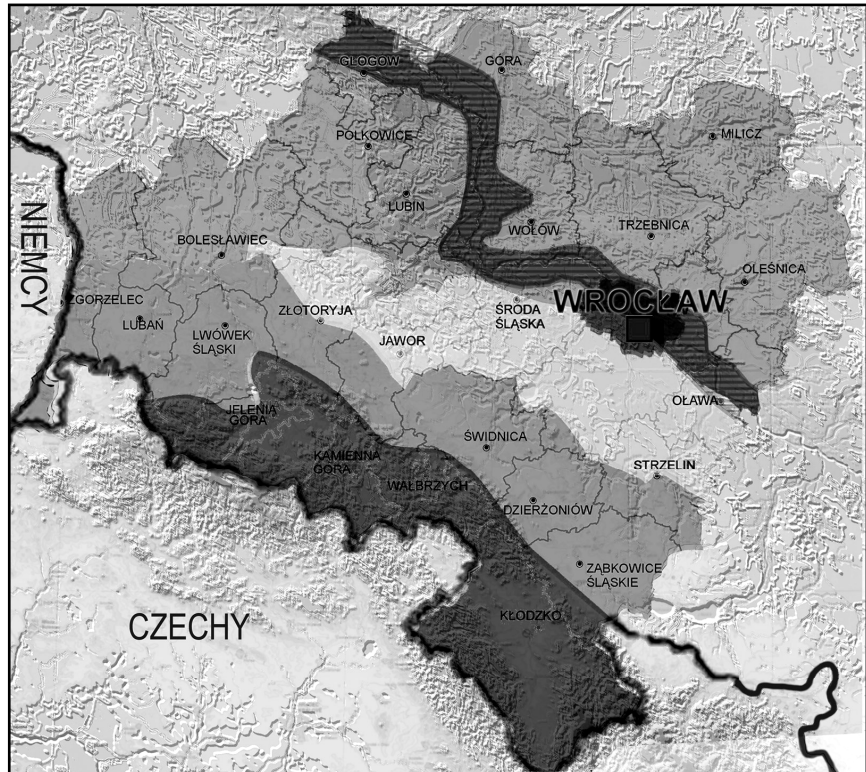 GŁOGÓW
GÓRA
POLKOWICE
MILICZ
LUBIN
NIEMCY
WOŁÓW
TRZEBNICA
BOLESŁAWIEC
OLEŚNICA
ZGORZELEC
WROCŁAW
LUBAŃ
ZŁOTORYJA
ŚRODA
ŚLĄSKA
LWÓWEK
ŚLĄSKI
JAWOR
OŁAWA
JELENIA
GÓRA
ŚWIDNICA
KAMIENNA
GÓRA
STRZELIN
WAŁBRZYCH
DZIERŻONIÓW
ZĄBKOWICE
ŚLĄSKIE
KŁODZKO
CZECHY